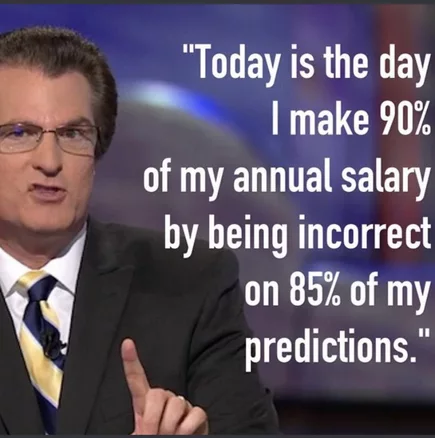 "Today is the day
I make 90%
of my annual salary
by being incorrect
on 85% of my
predictions."